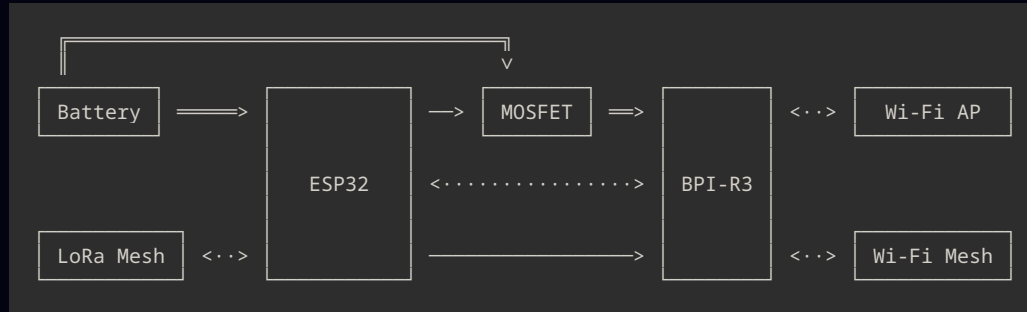 Battery MOSFET Wi-Fi AP
ESP32 BPI-R3
LoRa Mesh Wi-Fi Mesh